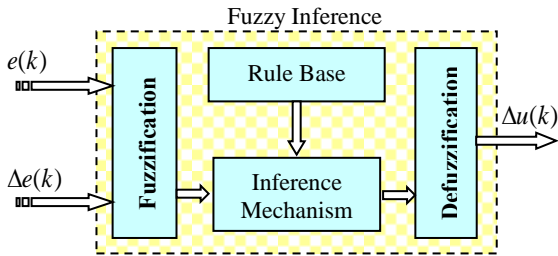 Fuzzy Inference
e(k)
Δe(k)
Fuzzification
Rule Base
Inference
Mechanism
Defuzzification
Δu(k)